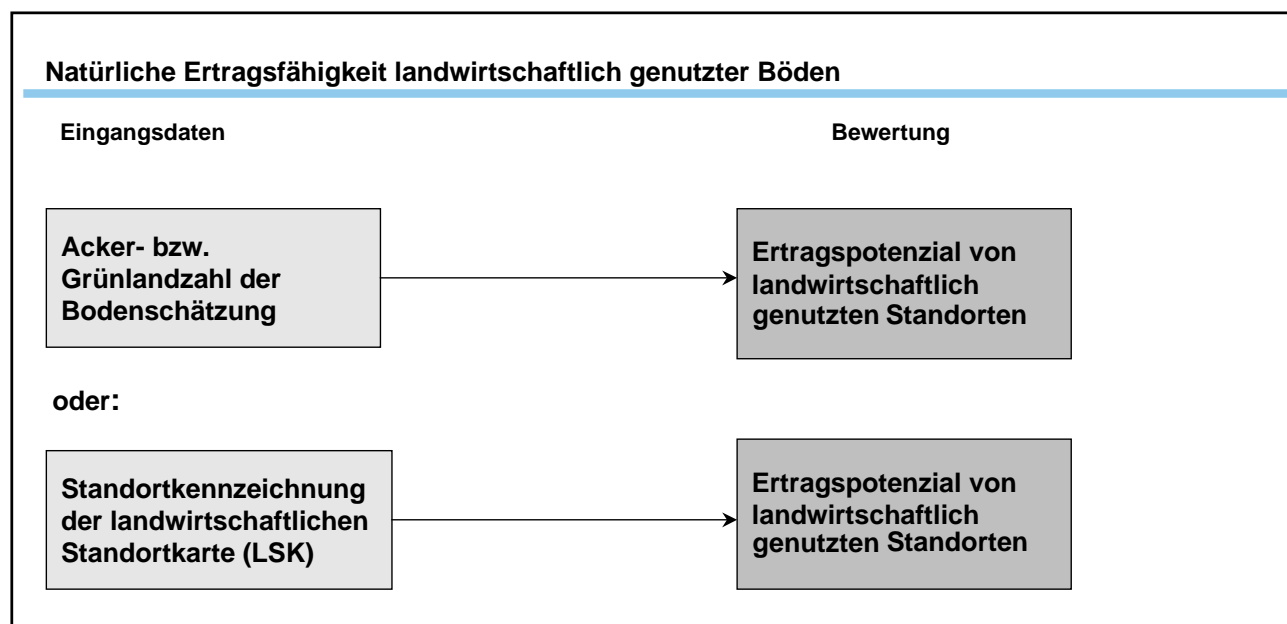 Natürliche Ertragsfähigkeit landwirtschaftlich genutzter Böden
Eingangsdaten
Bewertung
Acker- bzw.
Grünlandzahl der
Bodenschätzung
Ertragspotenzial von
landwirtschaftlich
genutzten Standorten
oder:
Standortkennzeichnung
der landwirtschaftlichen
Standortkarte (LSK)
Ertragspotenzial von
landwirtschaftlich
genutzten Standorten